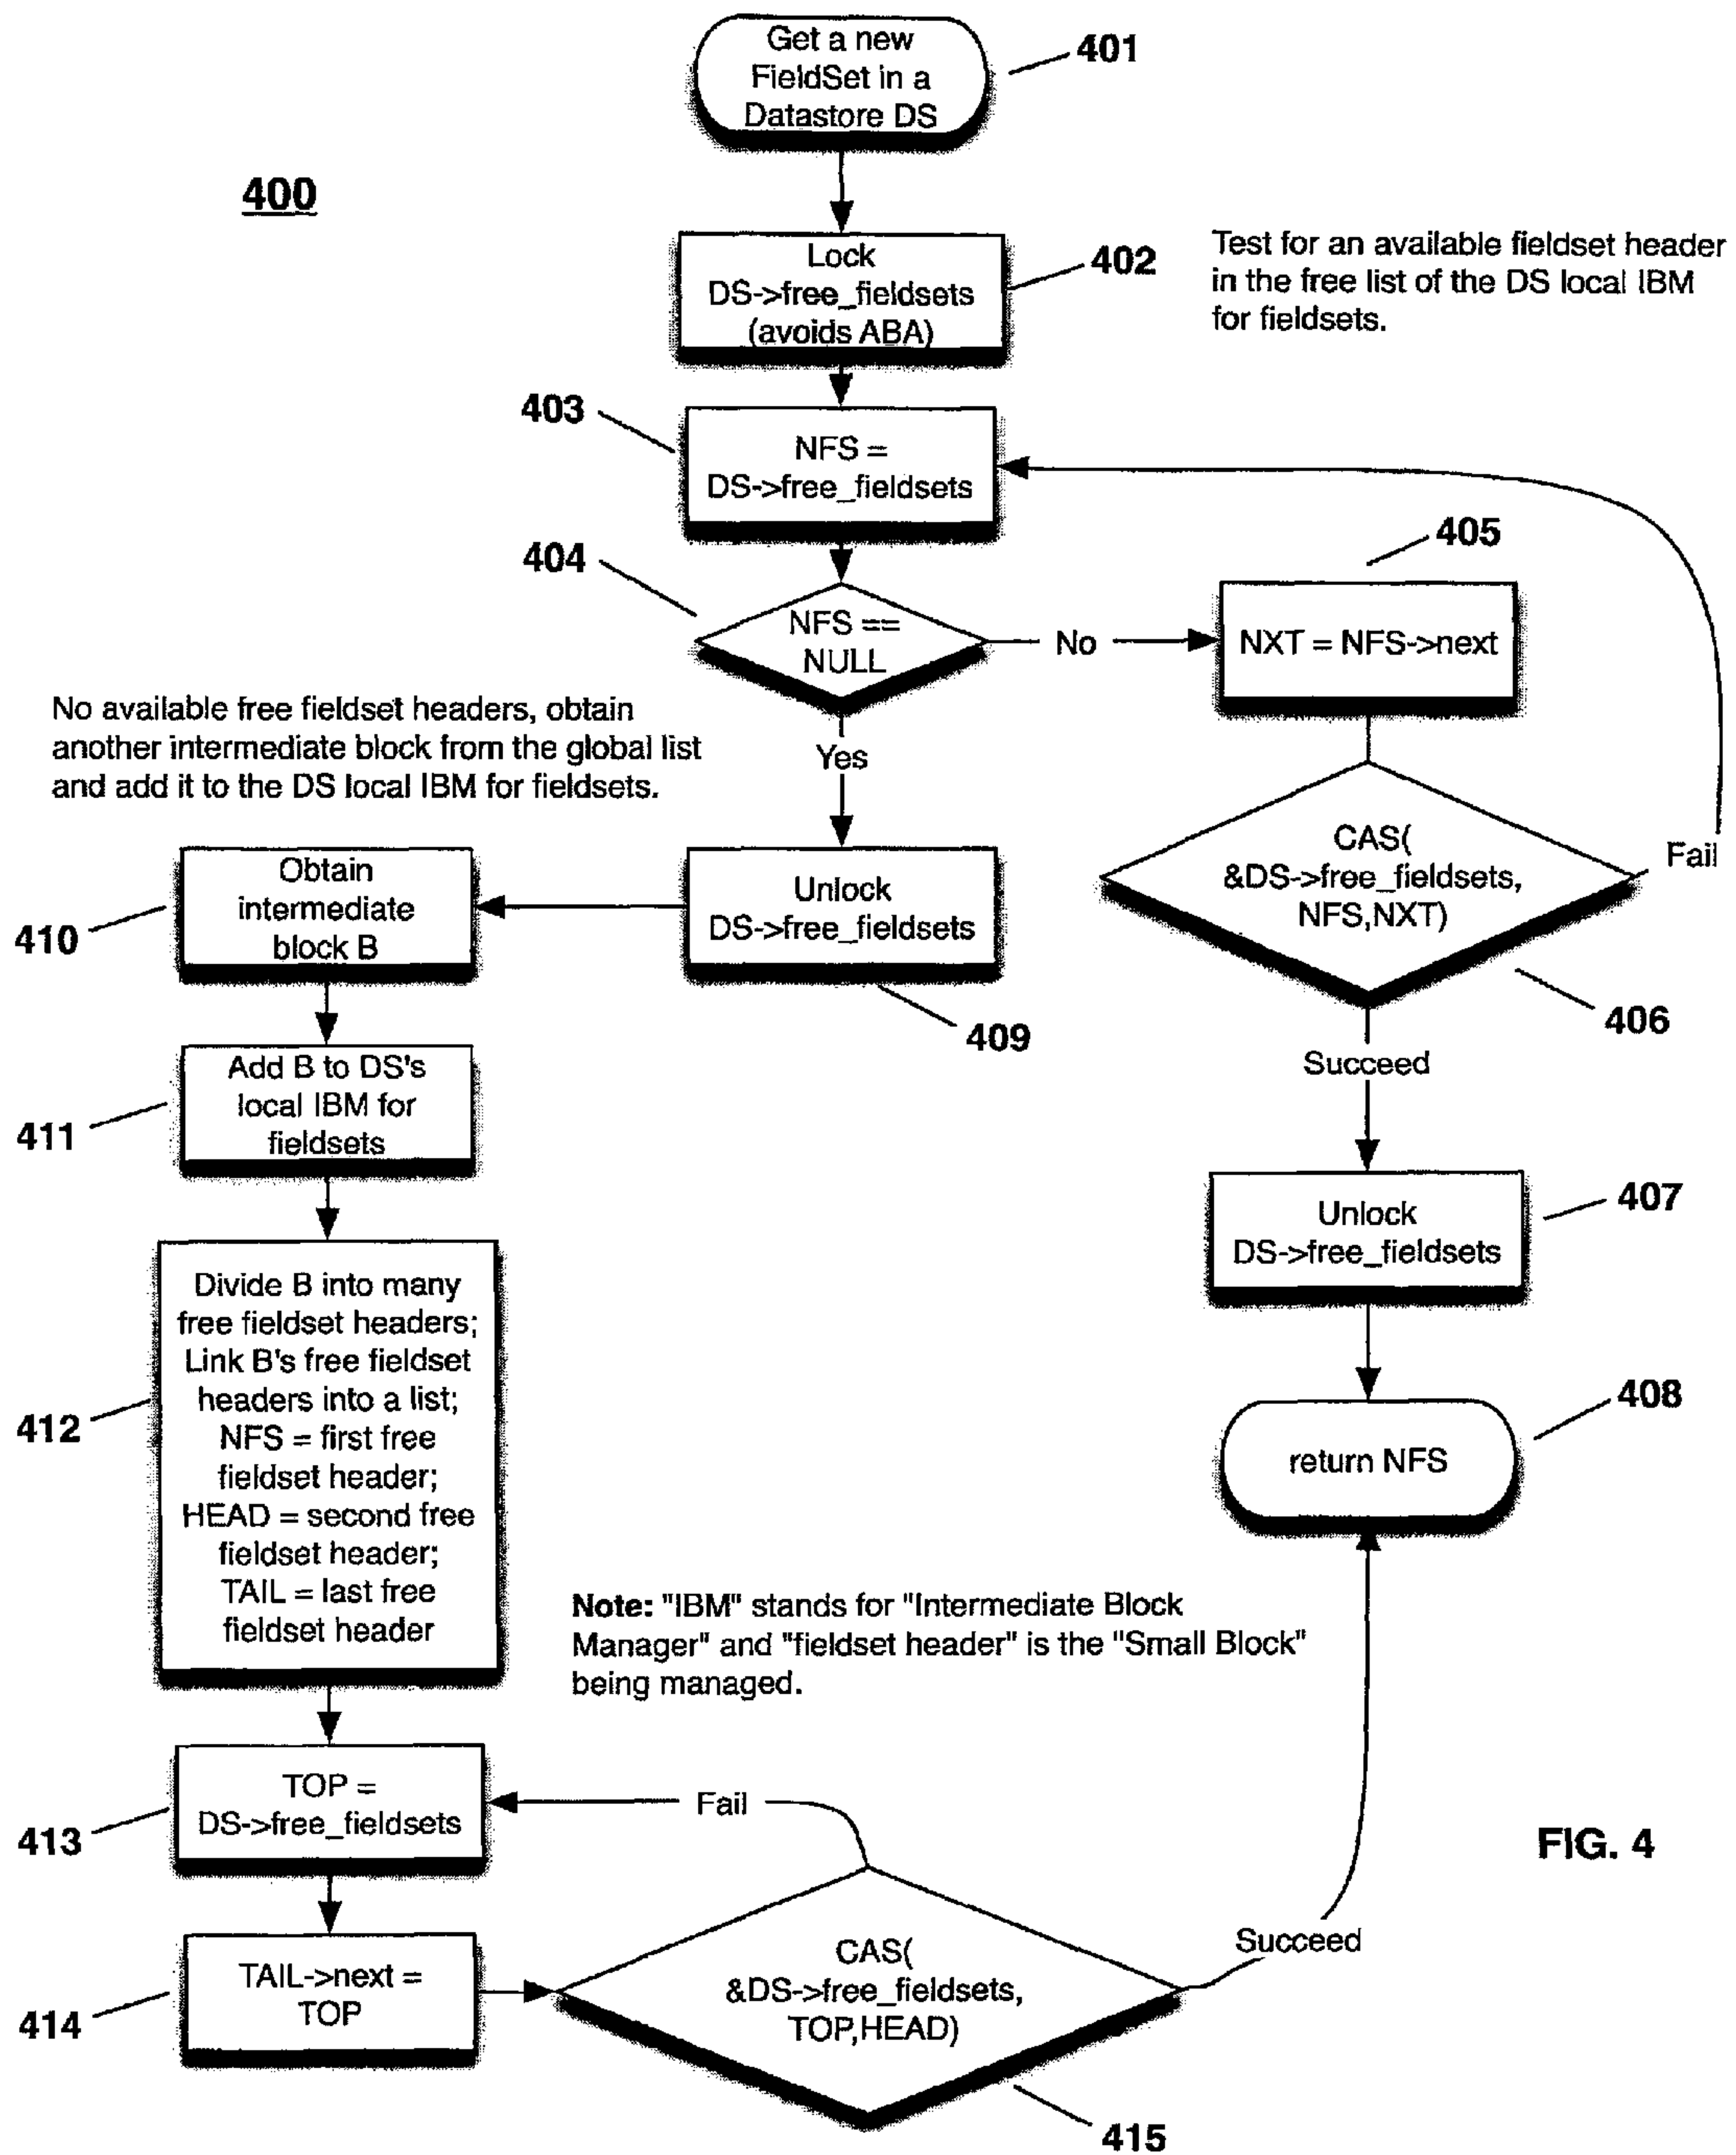 Get a new
FieldSet in a
Datastore DS
401
400
Lock
DS->free_fieldsets
(avoids ABA)
402
Test for an available fieldset header
in the free list of the DS local IBM
for fieldsets.
403
NFS =
DS->free_fieldsets
404
NFS ==
NULL
No
405
NXT = NFS->next
No available free fieldset headers, obtain
another intermediate block from the global list
and add it to the DS local IBM for fieldsets.
Yes
CAS(
&DS->free_fieldsets,
NFS,NXT)
Fail
406
Obtain
intermediate
block B
410
Unlock
DS->free_fieldsets
409
Succeed
Add B to DS's
local IBM for
fieldsets
411
Unlock
DS->free_fieldsets
407
Divide B into many
free fieldset headers;
Link B's free fieldset
headers into a list;
NFS = first free
fieldset header;
HEAD = second free
fieldset header;
TAIL = last free
fieldset header
412
return NFS
408
Note: "IBM" stands for "Intermediate Block
Manager" and "fieldset header" is the "Small Block"
being managed.
TOP =
DS->free_fieldsets
413
Fail
FIG. 4
TAIL->next =
TOP
414
CAS(
&DS->free_fieldsets,
TOP,HEAD)
Succeed
415